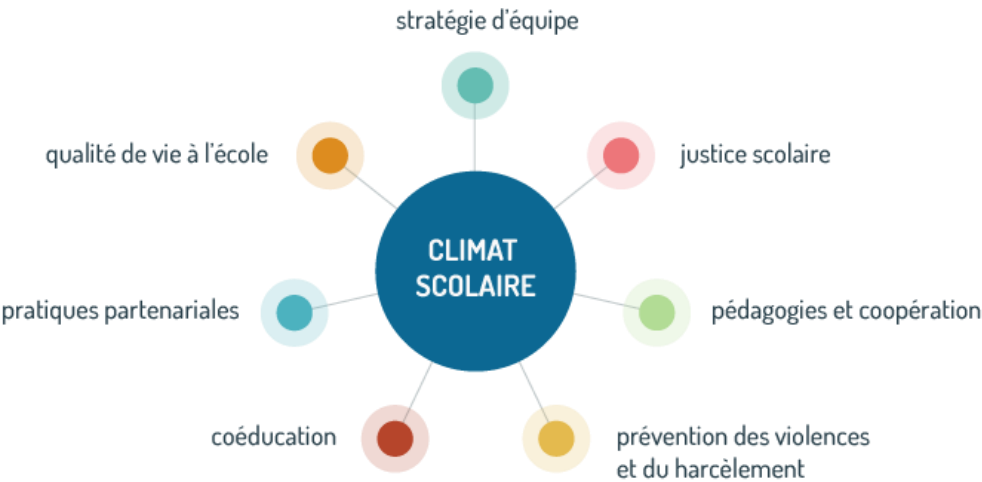 stratégie d'équipe
qualité de vie à l'école
justice scolaire
CLIMAT
SCOLAIRE
pratiques partenariales
pédagogies et coopération
coéducation
prévention des violences
et du harcèlement